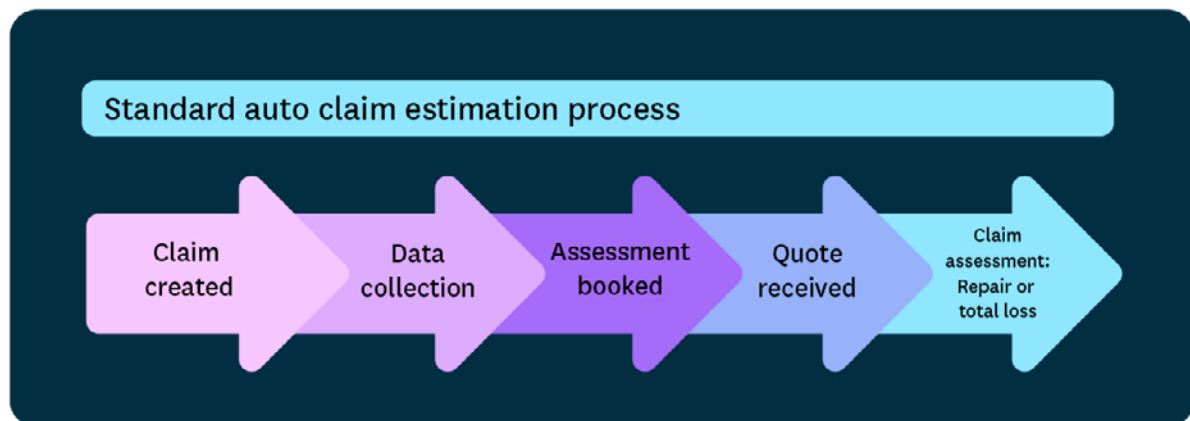 Standard auto claim estimation process
Claim
created
Data
collection
Assessment
booked
Quote
received
Claim
assessment:
Repair or
total loss